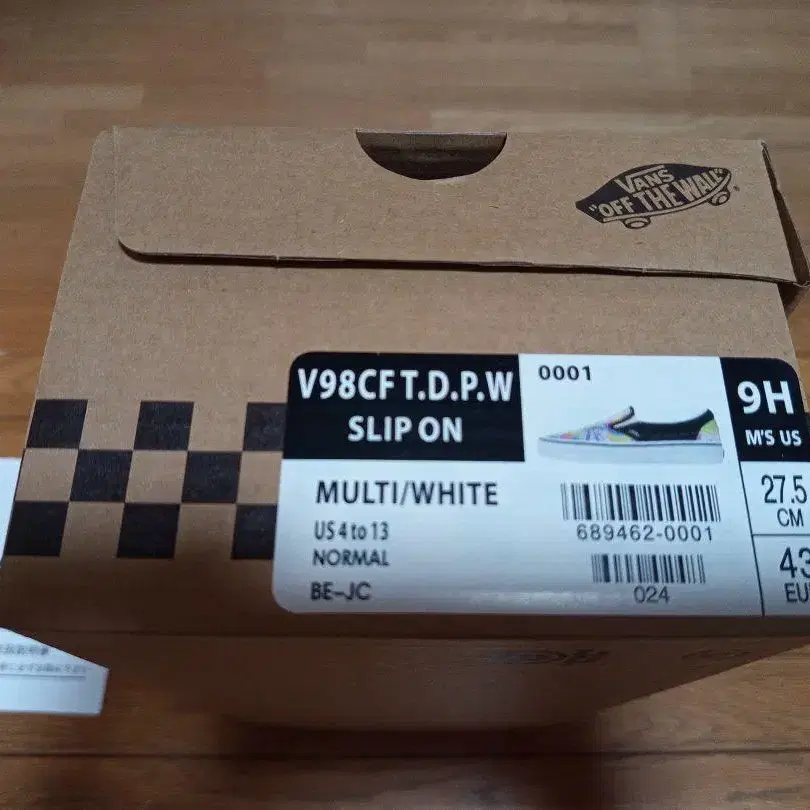 VANS
"OFF THE WALL"
V98CF T.D.P.W
SLIP ON
0001
9H
M'S US
MULTI/WHITE
US 4 to 13
NORMAL
BE-JC
689462-0001
024
27.5
CM
43
EU